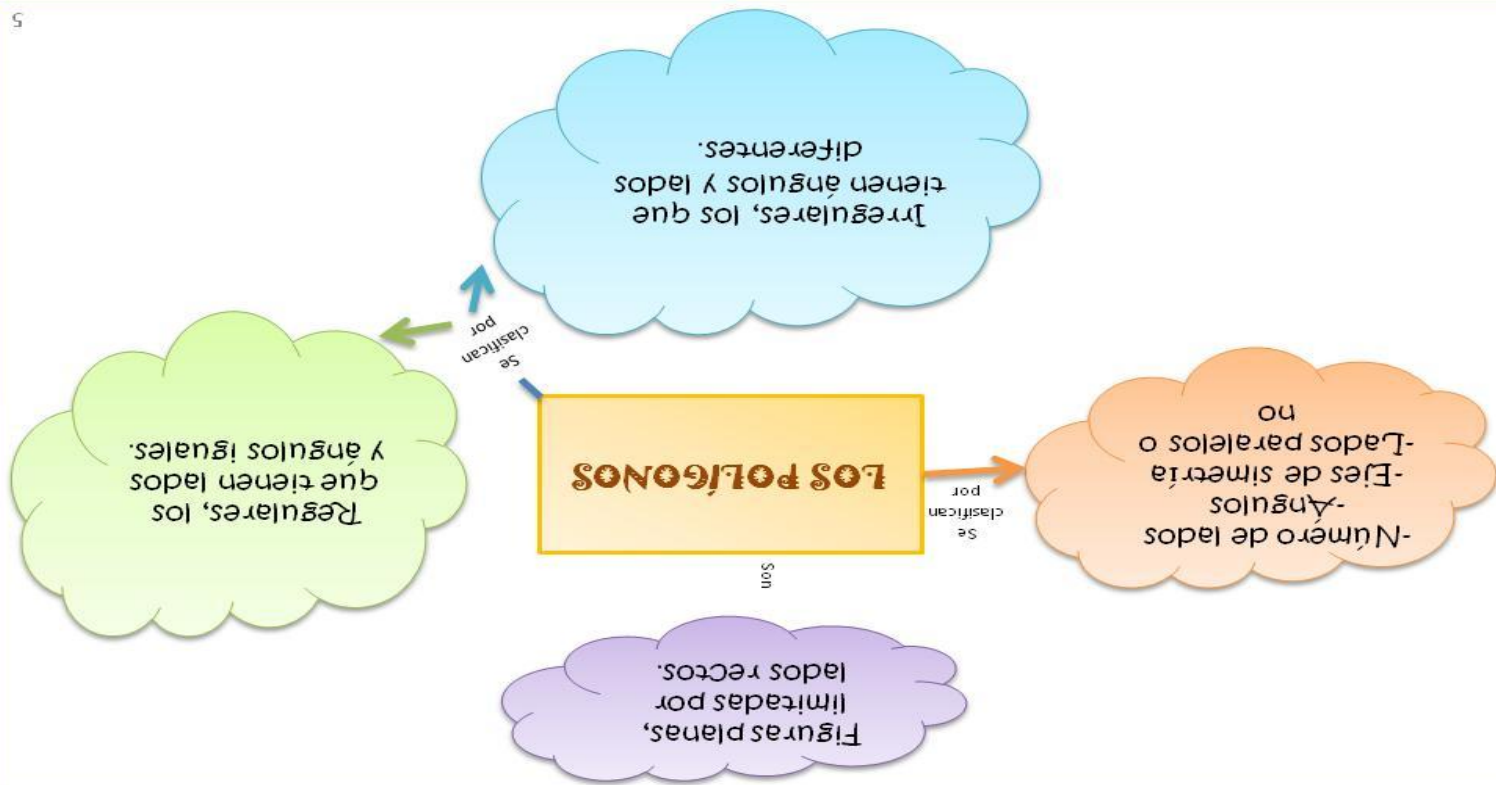 Figuras planas,
limitadas por
lados rectos.
Son
LOS POLÍGONOS
Se
clasifican
por
-Número de lados
-Ángulos
-Ejes de simetría
-Lados paralelos o
no
Se
clasifican
por
Regulares, los
que tienen lados
y ángulos iguales.
Irregulares, los que
tienen ángulos y lados
diferentes.
5